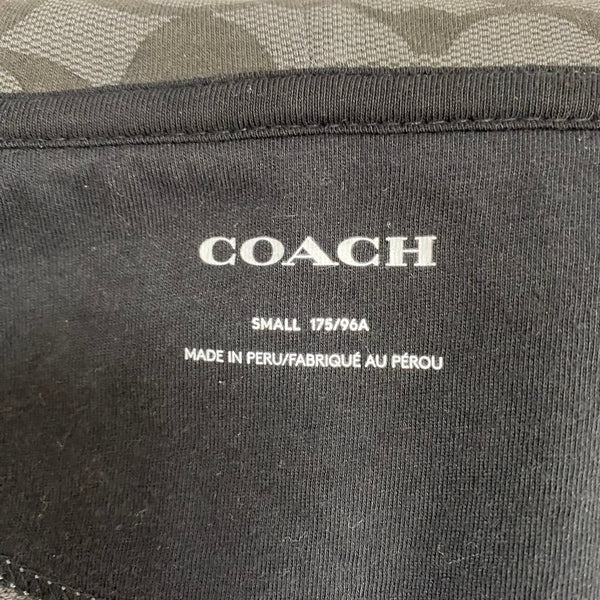 COACH
SMALL 175/96A
MADE IN PERU/FABRIQUÉ AU PÉROU